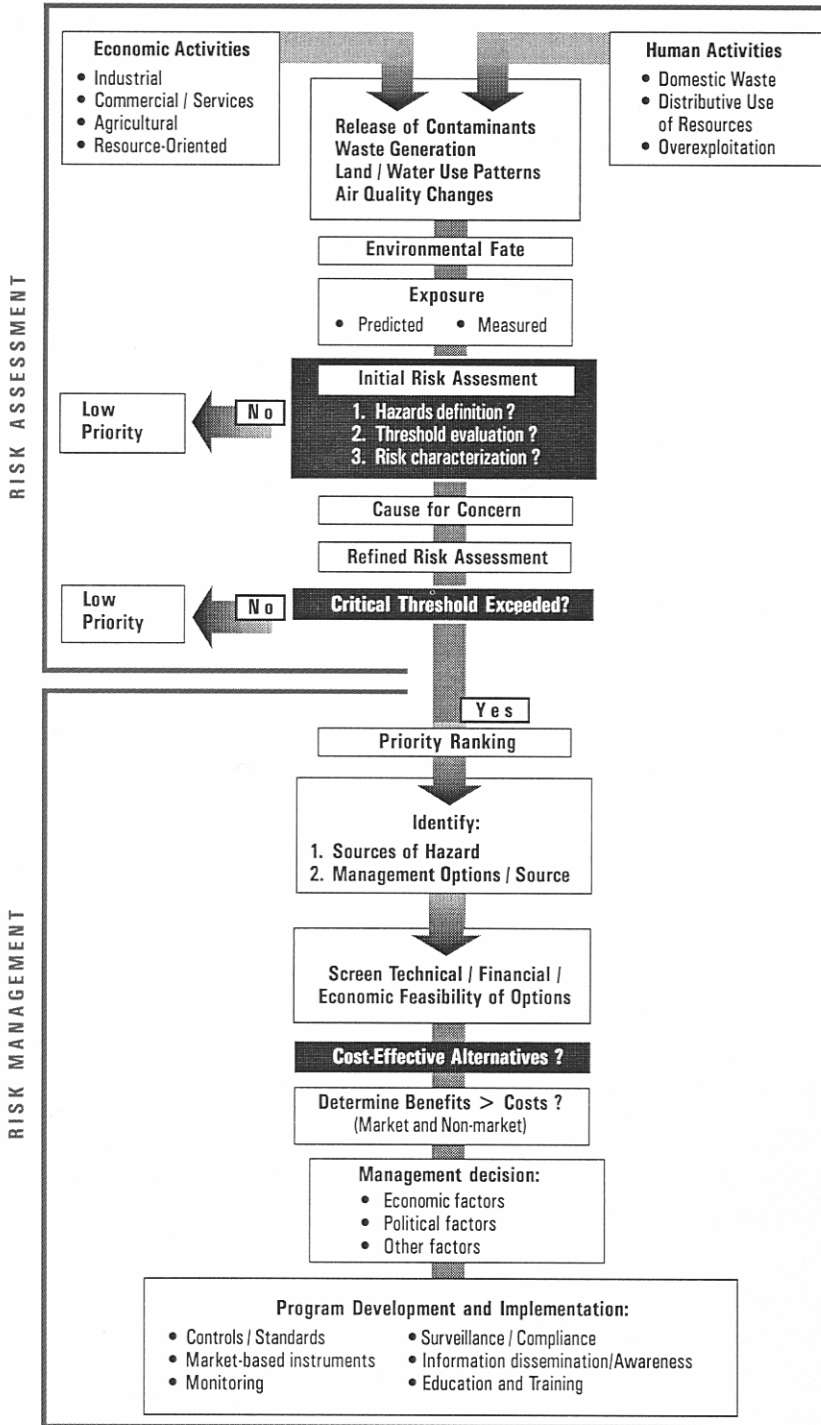 Economic Activities
• Industrial
• Commercial / Services
• Agricultural
• Resource-Oriented
Human Activities
• Domestic Waste
• Distributive Use
of Resources
• Overexploitation
Release of Contaminants
Waste Generation
Land / Water Use Patterns
Air Quality Changes
Environmental Fate
Exposure
• Predicted • Measured
RISK ASSESSMENT
Initial Risk Assesment
1. Hazards definition ?
2. Threshold evaluation ?
3. Risk characterization ?
No
Low
Priority
Cause for Concern
Refined Risk Assessment
Critical Threshold Exceeded?
No
Low
Priority
Yes
Priority Ranking
RISK MANAGEMENT
Identify:
1. Sources of Hazard
2. Management Options / Source
Screen Technical / Financial /
Economic Feasibility of Options
Cost-Effective Alternatives ?
Determine Benefits > Costs ?
(Market and Non-market)
Management decision:
• Economic factors
• Political factors
• Other factors
Program Development and Implementation:
• Controls / Standards
• Market-based instruments
• Monitoring
• Surveillance / Compliance
• Information dissemination/Awareness
• Education and Training